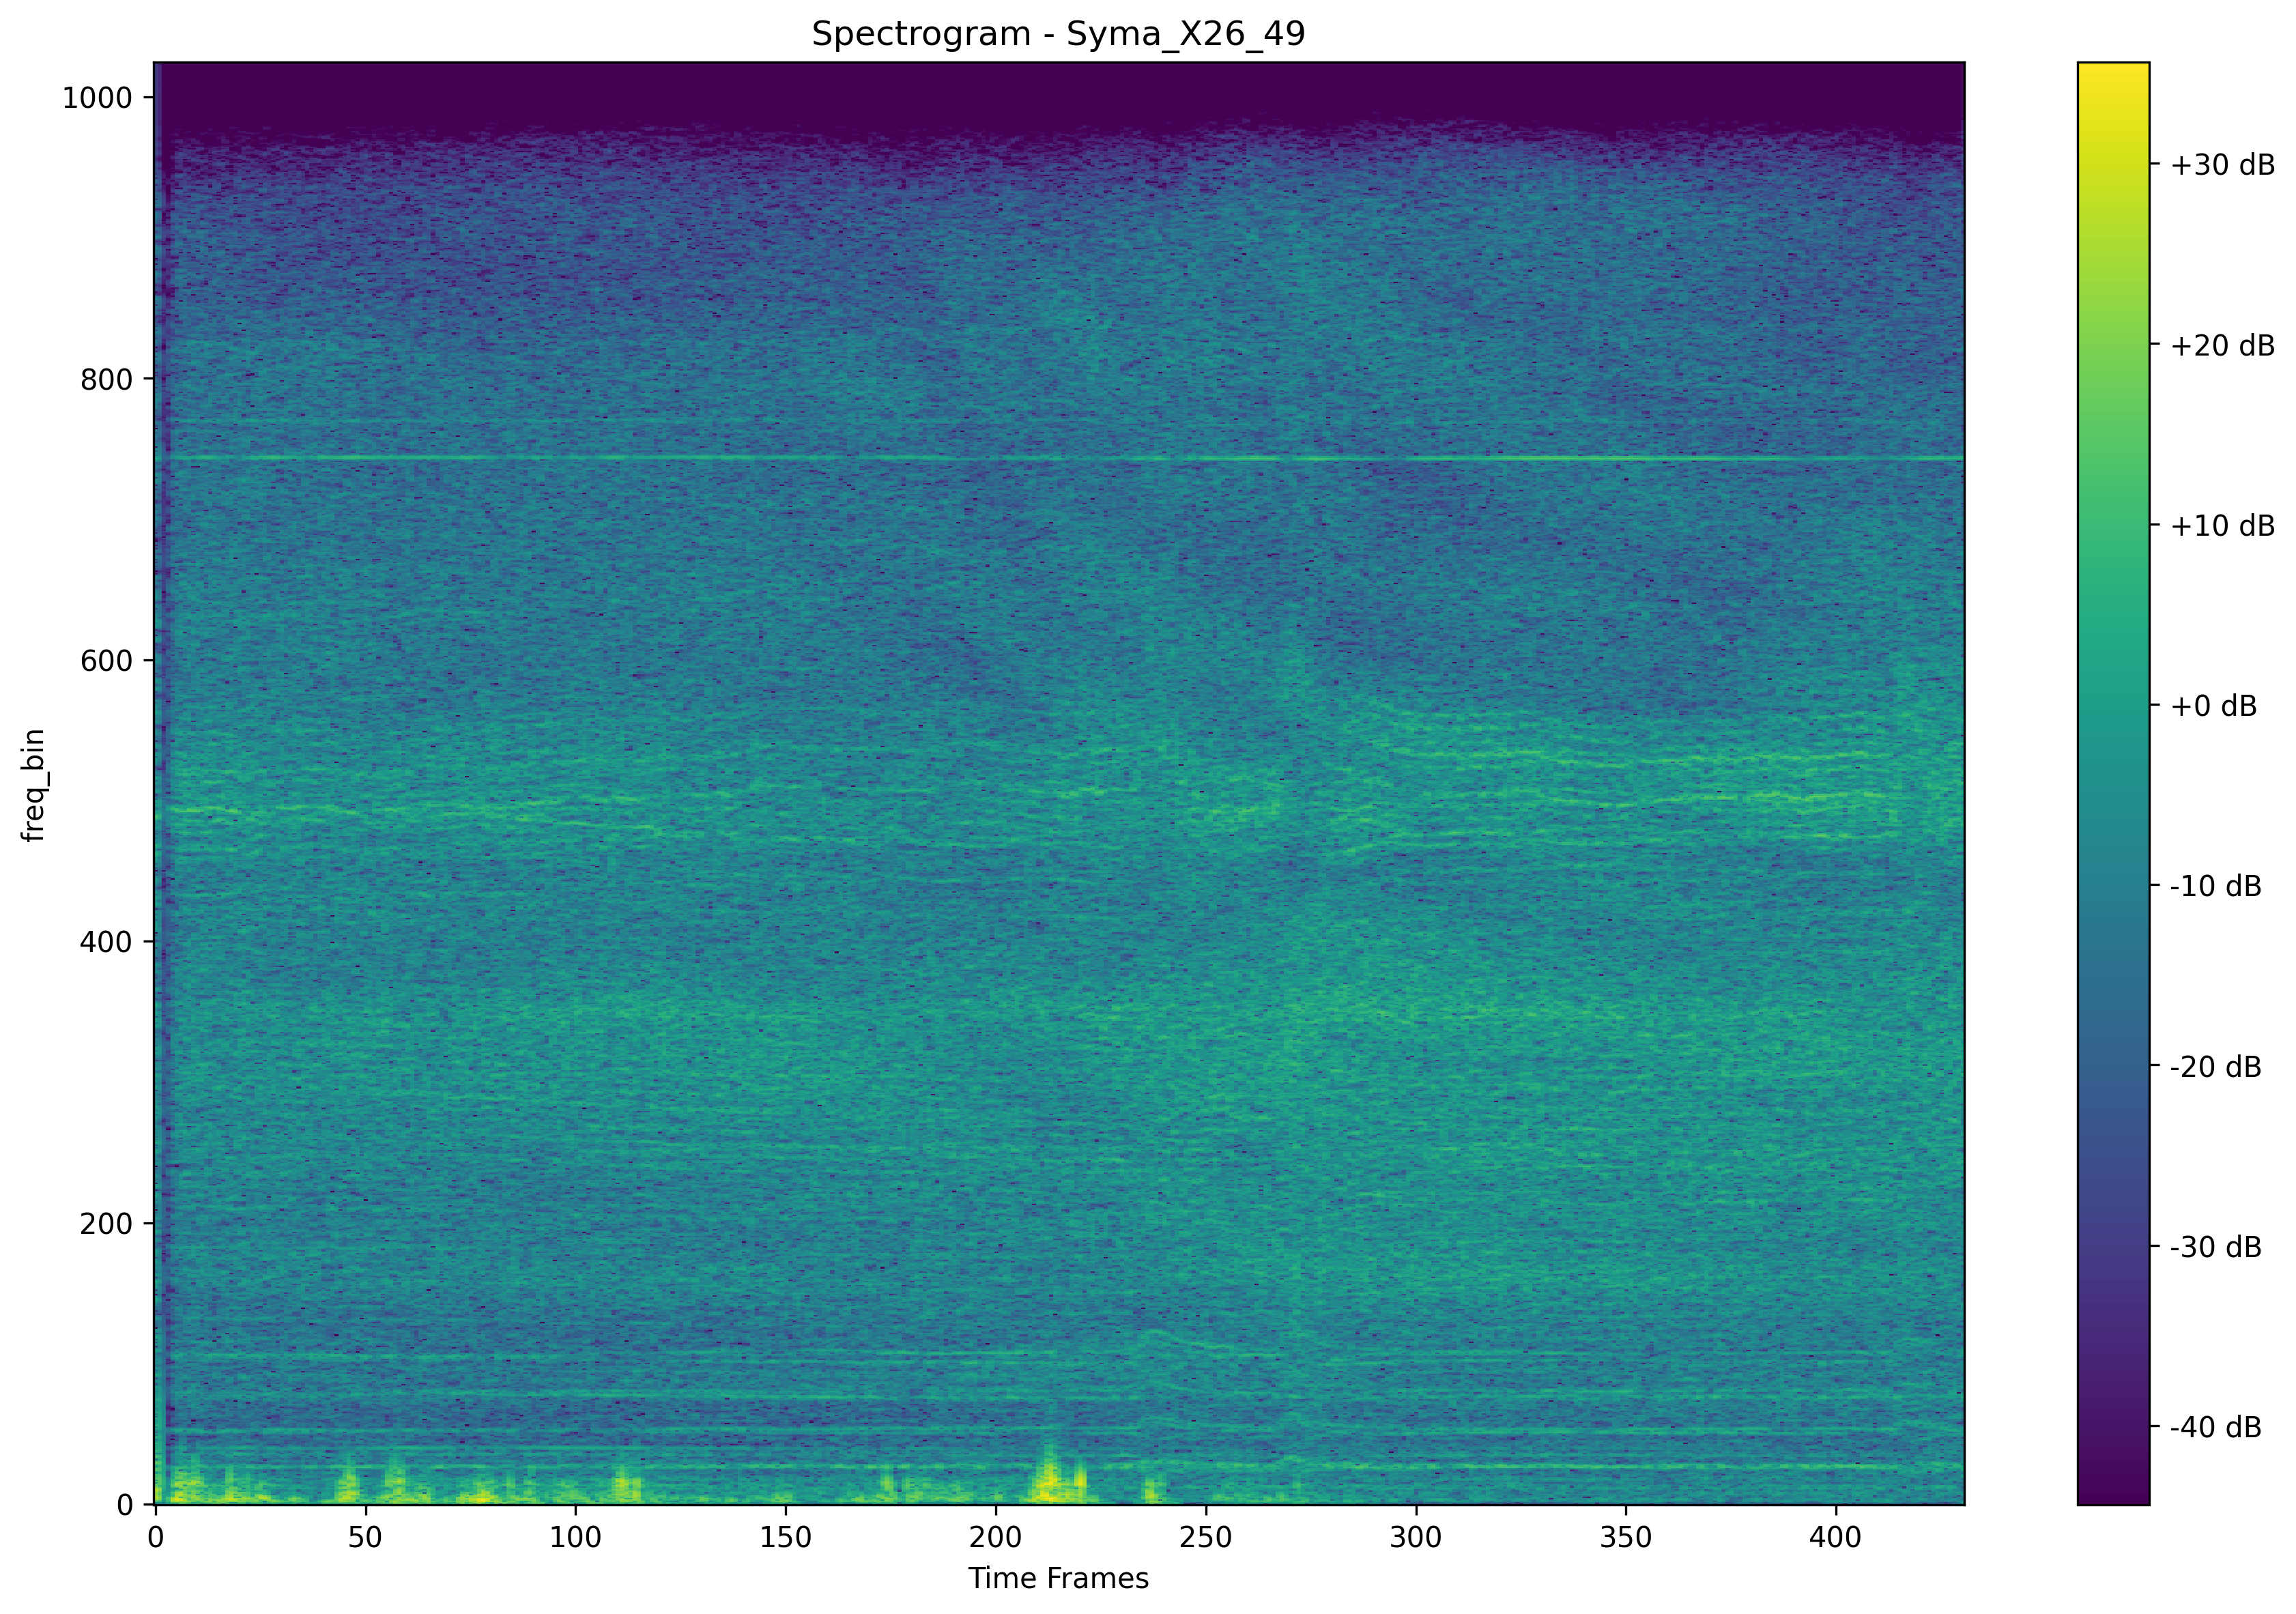 Spectrogram - Syma_X26_49
1000
800
600
400
200
0
freq_bin
0 50 100 150 200 250 300 350 400
Time Frames
+30 dB
+20 dB
+10 dB
+0 dB
-10 dB
-20 dB
-30 dB
-40 dB